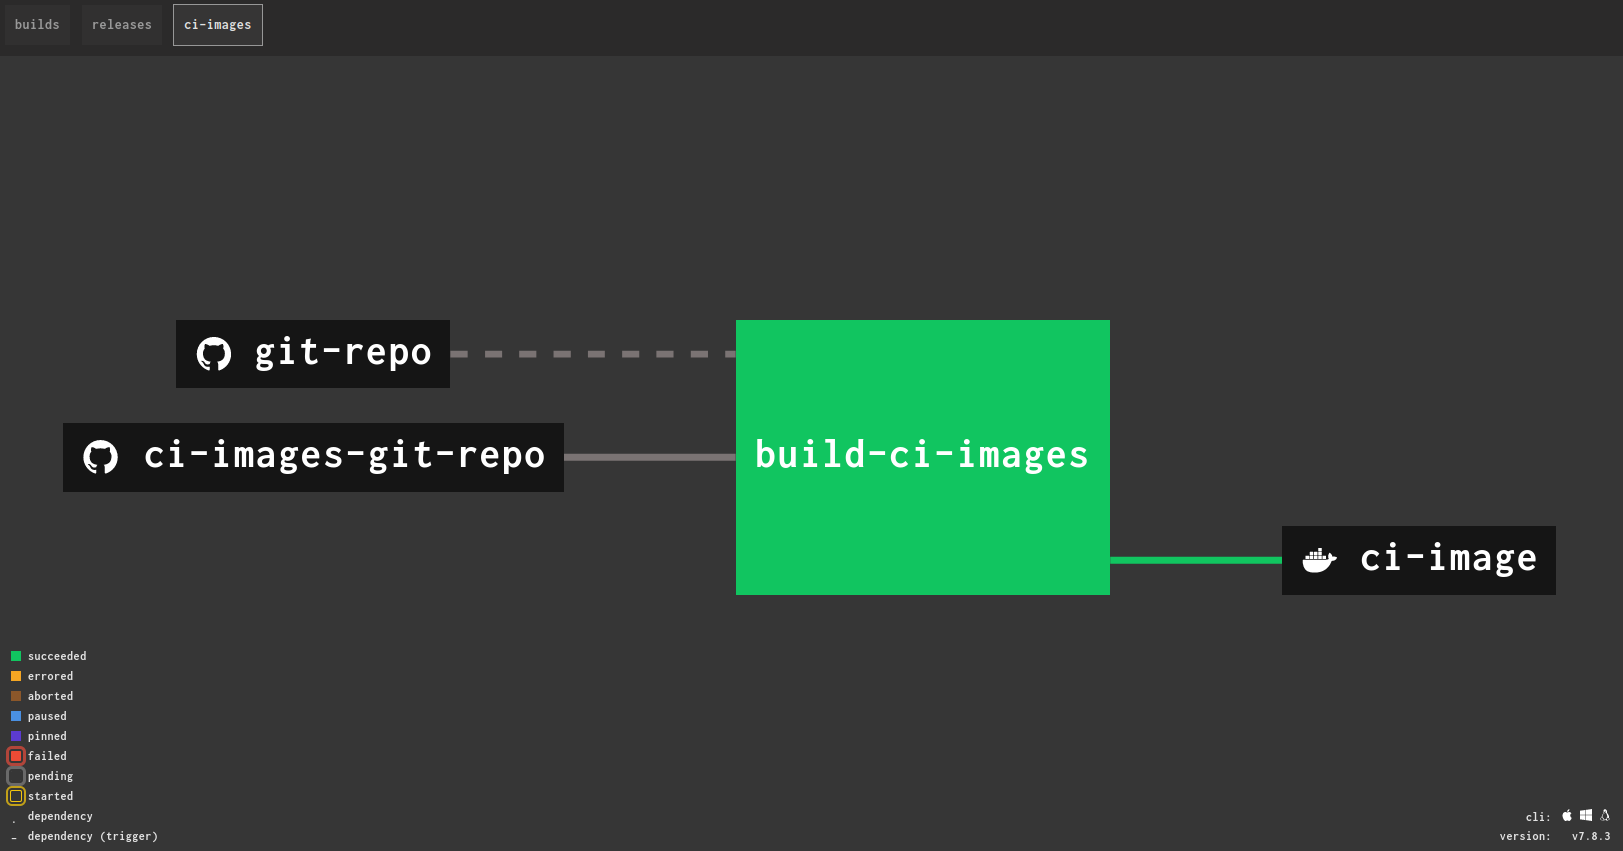 builds releases ci-images
git-repo
ci-images-git-repo
build-ci-images
ci-image
succeeded
errored
aborted
paused
pinned
failed
pending
started
dependency
dependency (trigger)
cli:
version: v7.8.3